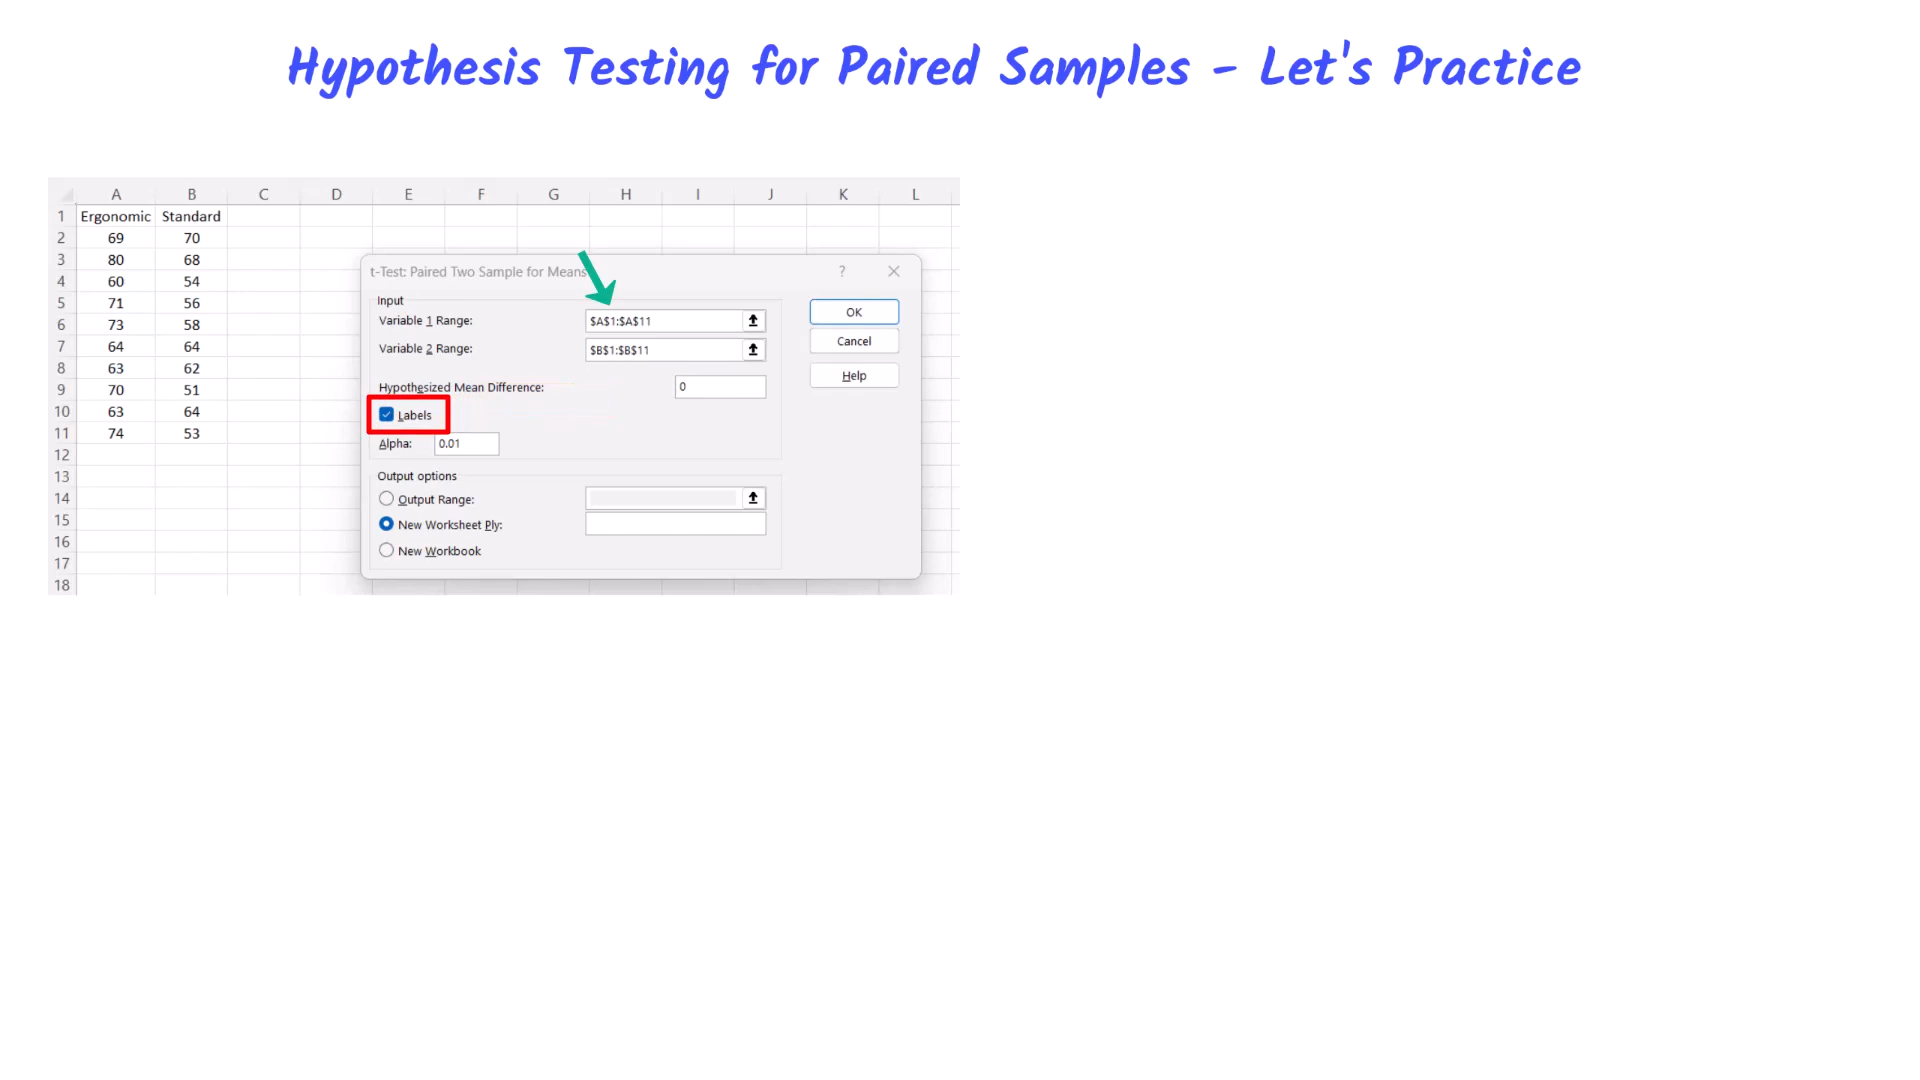 Hypothesis Testing for Paired Samples - Let's Practice
A B C D E F G H I J K L
1 Ergonomic Standard
2 69 70
3 80 68
4 60 54
5 71 56
6 73 58
7 64 64
8 63 62
9 70 51
10 63 64
11 74 53
12
13
14
15
16
17
18
t-Test: Paired Two Sample for Means ?
Input
Variable 1 Range: $A$1:$A$11
Variable 2 Range: $B$1:$B$11
Hypothesized Mean Difference: 0
Labels
Alpha: 0.01
Output options
Output Range:
New Worksheet Ply:
New Workbook
OK
Cancel
Help